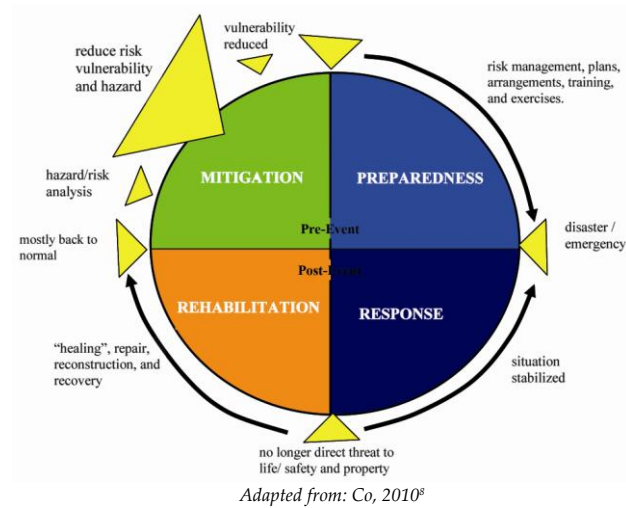 vulnerability
reduced
reduce risk
vulnerability
and hazard
risk management, plans,
arrangements, training,
and exercises.
hazard/risk
analysis
MITIGATION
PREPAREDNESS
mostly back to
normal
Pre-Event
disaster /
emergency
Post-Event
REHABILITATION
RESPONSE
“healing”, repair,
reconstruction, and
recovery
situation
stabilized
no longer direct threat to
life/ safety and property
Adapted from: Co, 2010⁸